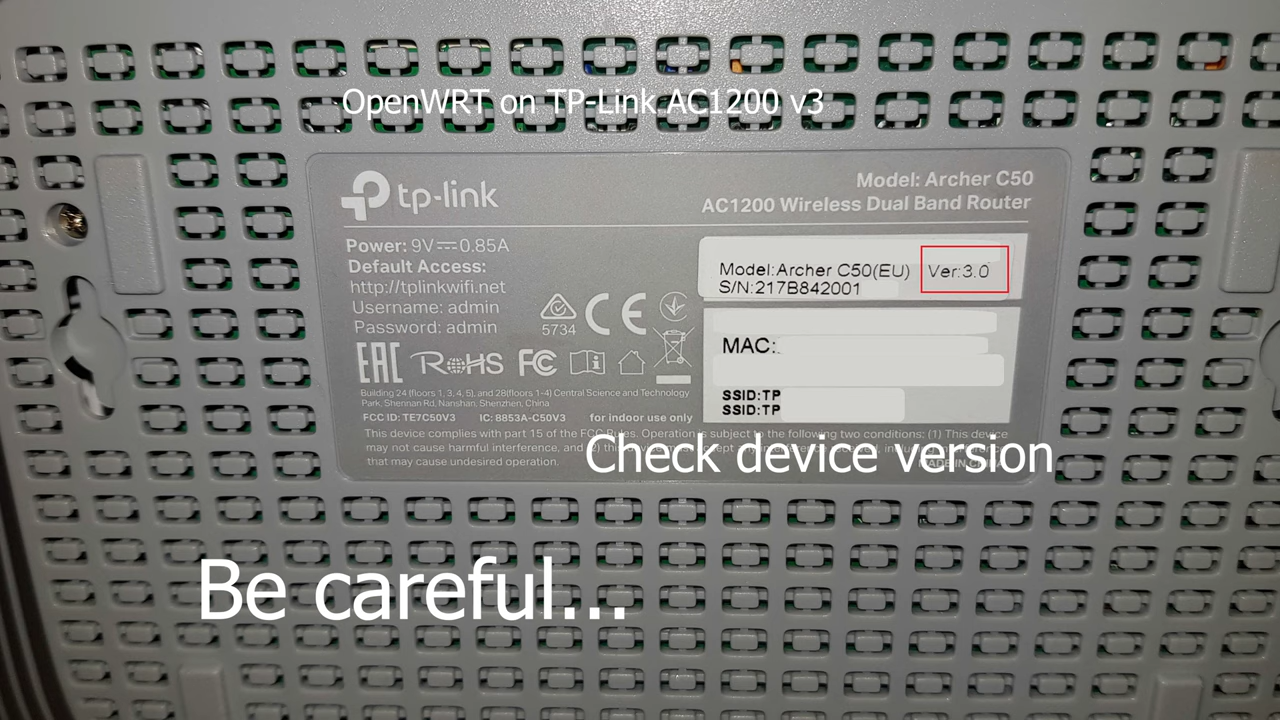 OpenWRT on TP-Link AC1200 v3
tp-link
Model: Archer C50
AC1200 Wireless Dual Band Router
Power: 9V⎓0.85A
Default Access:
http://tplinkwifi.net
Username: admin
Password: admin
5734
EAC RoHS FC
Model:Archer C50(EU) Ver:3.0
S/N:217B842001
MAC:
SSID:TP
SSID:TP
Building 24 (floors 1, 3, 4, 5), and 28(floors 1-4) Central Science and Technology
Park, Shennan Rd, Nanshan, Shenzhen, China
FCC ID: TE7C50V3 IC: 8853A-C50V3 for indoor use only
This device complies with part 15 of the FCC Rules. Operation is subject to the following two conditions: (1) This device
may not cause harmful interference, and (2) this
that may cause undesired operation.
MADE IN CHINA
Check device version
Be careful...